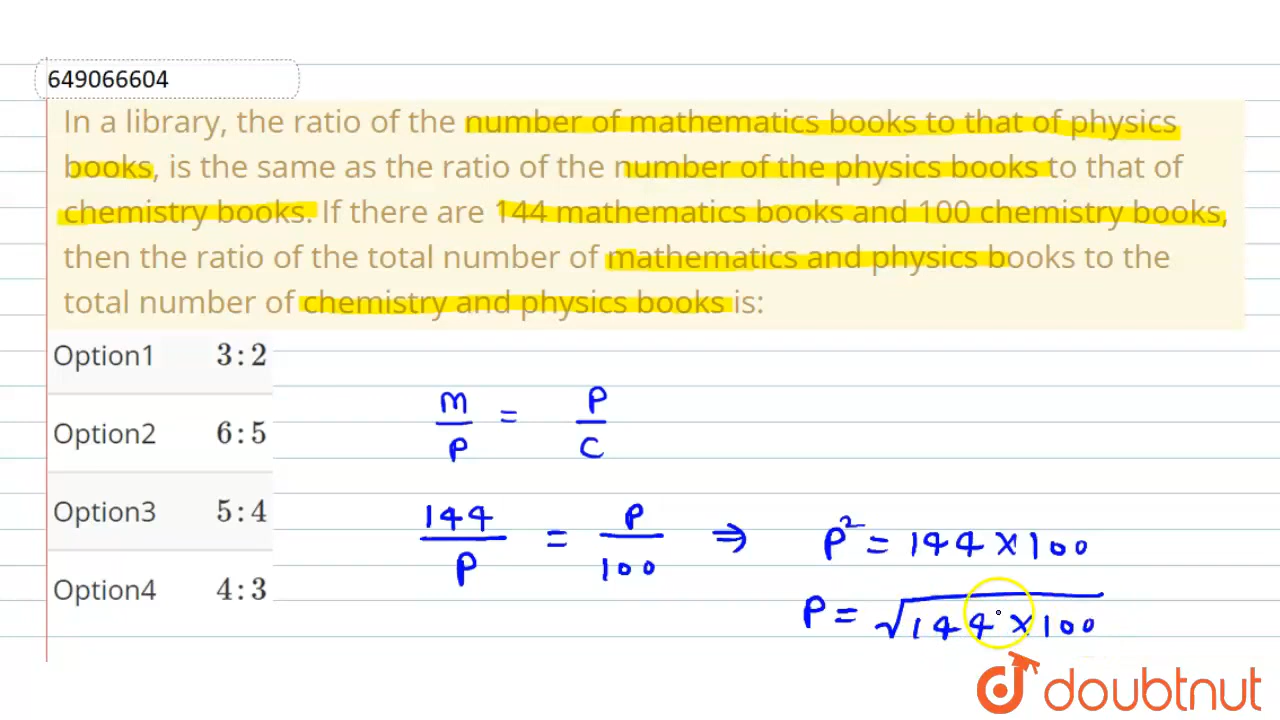 649066604
In a library, the ratio of the number of mathematics books to that of physics
books, is the same as the ratio of the number of the physics books to that of
chemistry books. If there are 144 mathematics books and 100 chemistry books,
then the ratio of the total number of mathematics and physics books to the
total number of chemistry and physics books is:
Option1 3:2
Option2 6:5
Option3 5:4
Option4 4:3
M/P = P/C
144/P = P/100 ⇒ P² = 144×100
P = √144×100
doubtnut